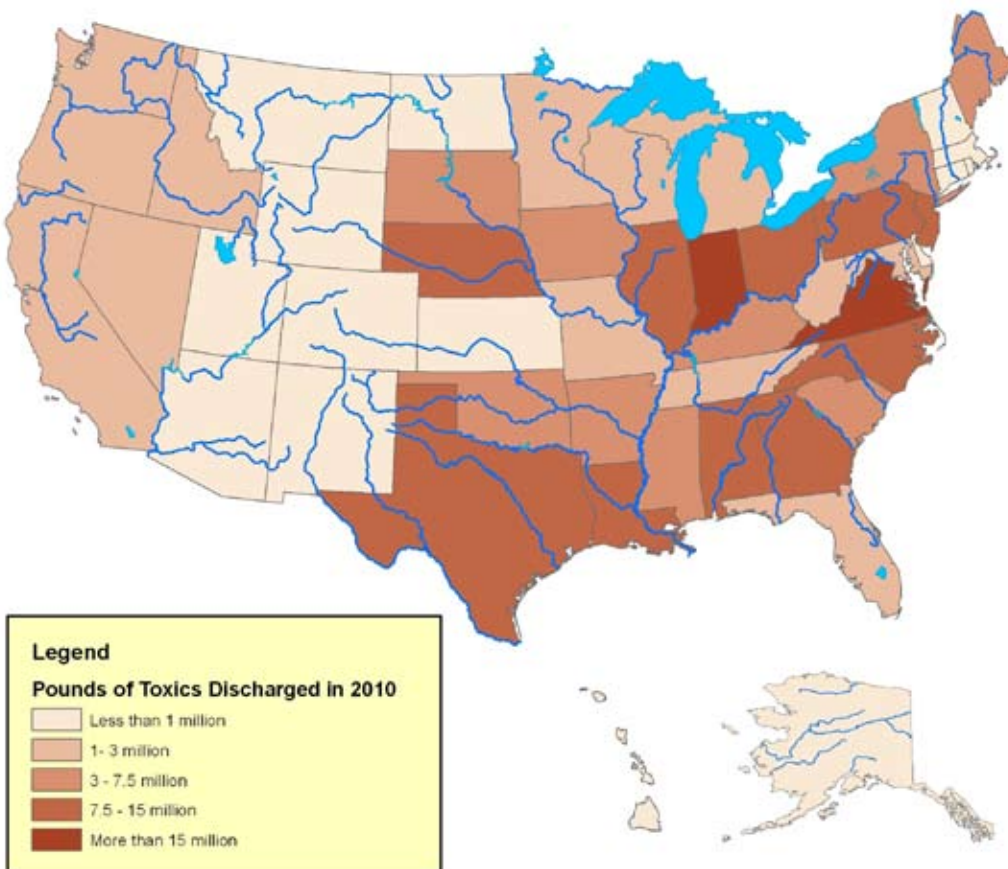 Legend
Pounds of Toxics Discharged in 2010
Less than 1 million
1- 3 million
3 - 7.5 million
7.5 - 15 million
More than 15 million